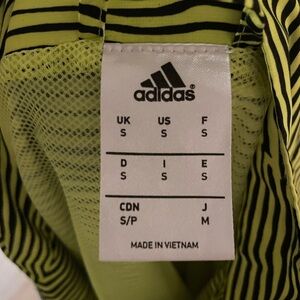 adidas
UK US F
S S S
D I E
S S S
CDN J
S/P M
MADE IN VIETNAM